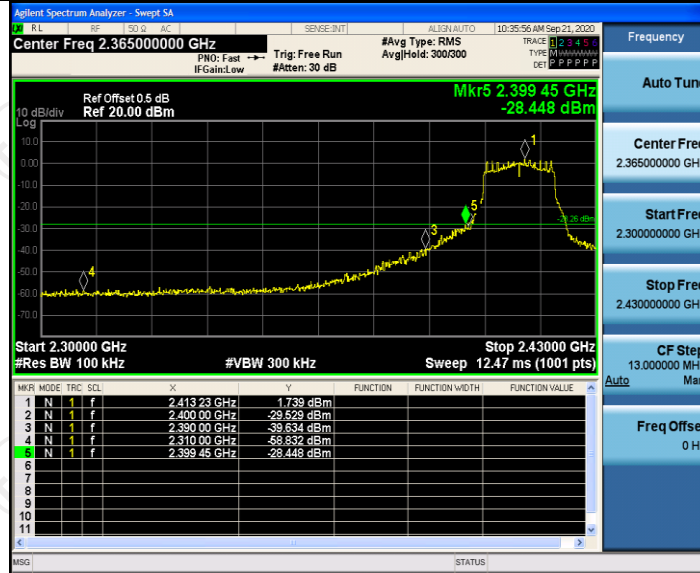 Agilent Spectrum Analyzer - Swept SA
RL RF 50 Ω AC SENSE:INT ALIGN AUTO 10:35:56 AM Sep 21, 2020
Center Freq 2.365000000 GHz #Avg Type: RMS TRACE 1 2 3 4 5 6
PNO: Fast Trig: Free Run Avg|Hold: 300/300 TYPE M
IFGain:Low #Atten: 30 dB DET P P P P P P
Ref Offset 0.5 dB Mkr5 2.399 45 GHz
10 dB/div Ref 20.00 dBm -28.448 dBm
Log
10.0
0.00
-10.0
-20.0
-30.0
-40.0
-50.0
-60.0
-70.0
1
5
-28.26 dBm
3
4
Start 2.30000 GHz Stop 2.43000 GHz
#Res BW 100 kHz #VBW 300 kHz Sweep 12.47 ms (1001 pts)
MKR MODE TRC SCL X Y FUNCTION FUNCTION WIDTH FUNCTION VALUE
1 N 1 f 2.413 23 GHz 1.739 dBm
2 N 1 f 2.400 00 GHz -29.529 dBm
3 N 1 f 2.390 00 GHz -39.634 dBm
4 N 1 f 2.310 00 GHz -58.832 dBm
5 N 1 f 2.399 45 GHz -28.448 dBm
6
7
8
9
10
11
MSG STATUS
Frequency
Auto Tun
Center Fre
2.365000000 GH
Start Fre
2.300000000 GH
Stop Fre
2.430000000 GH
CF Ste
13.000000 MH
Auto Ma
Freq Offse
0 H